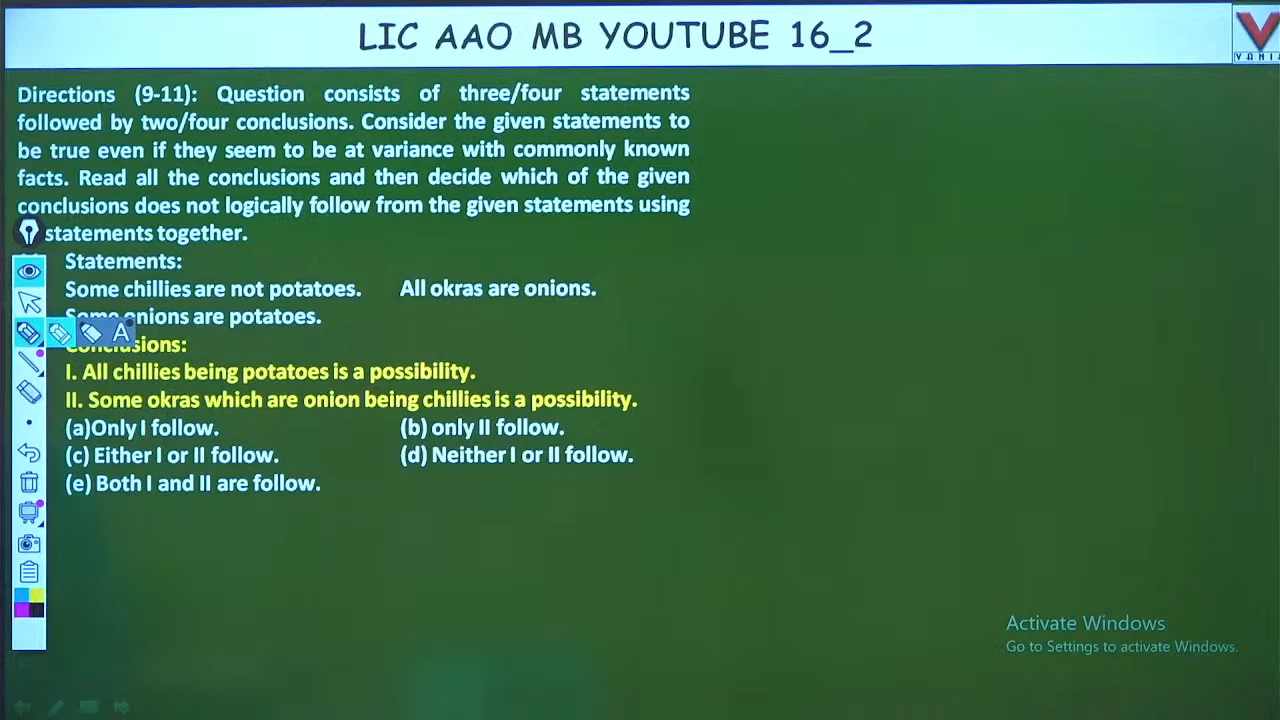 LIC AAO MB YOUTUBE 16_2
Directions (9-11): Question consists of three/four statements
followed by two/four conclusions. Consider the given statements to
be true even if they seem to be at variance with commonly known
facts. Read all the conclusions and then decide which of the given
conclusions does not logically follow from the given statements using
statements together.
Statements:
Some chillies are not potatoes. All okras are onions.
onions are potatoes.
I. All chillies being potatoes is a possibility.
II. Some okras which are onion being chillies is a possibility.
(a)Only I follow. (b) only II follow.
(c) Either I or II follow. (d) Neither I or II follow.
(e) Both I and II are follow.
A
Activate Windows
Go to Settings to activate Windows.